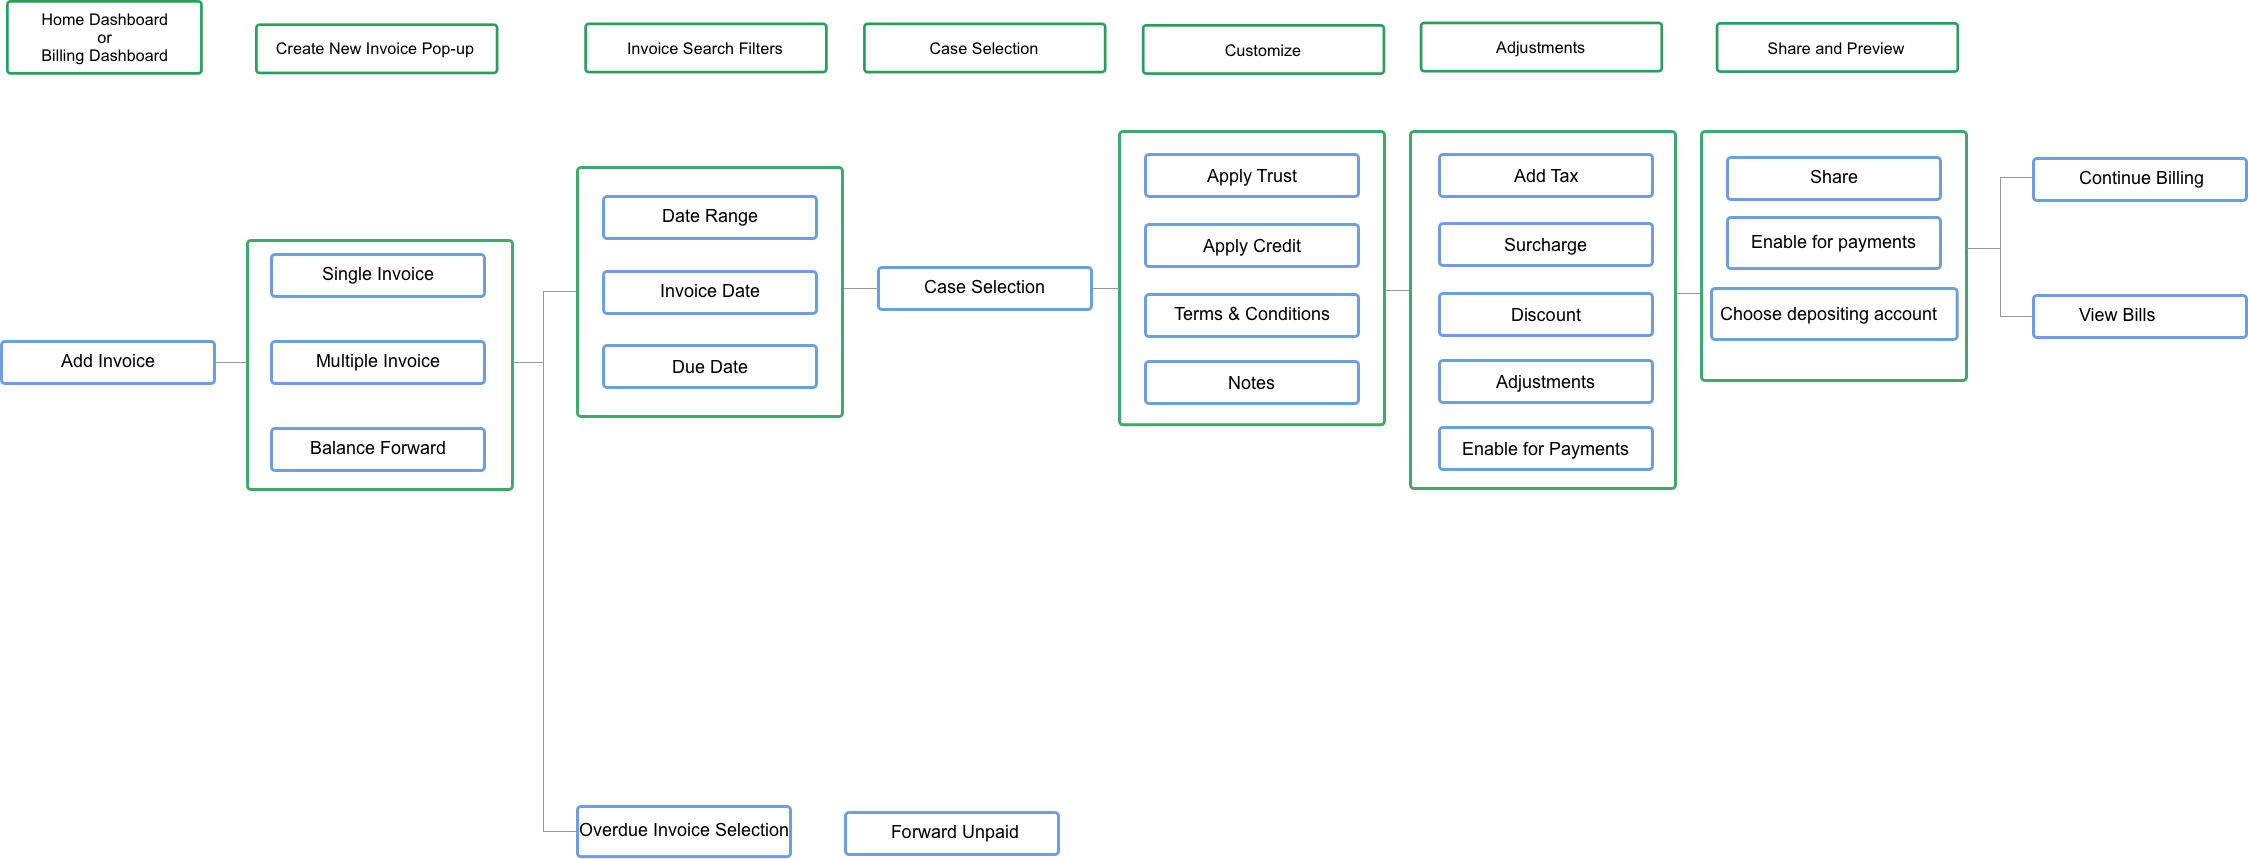 Home Dashboard
or
Billing Dashboard
Create New Invoice Pop-up
Invoice Search Filters
Case Selection
Customize
Adjustments
Share and Preview
Add Invoice
Single Invoice
Multiple Invoice
Balance Forward
Date Range
Invoice Date
Due Date
Case Selection
Apply Trust
Apply Credit
Terms & Conditions
Notes
Add Tax
Surcharge
Discount
Adjustments
Enable for Payments
Share
Enable for payments
Choose depositing account
Continue Billing
View Bills
Overdue Invoice Selection
Forward Unpaid